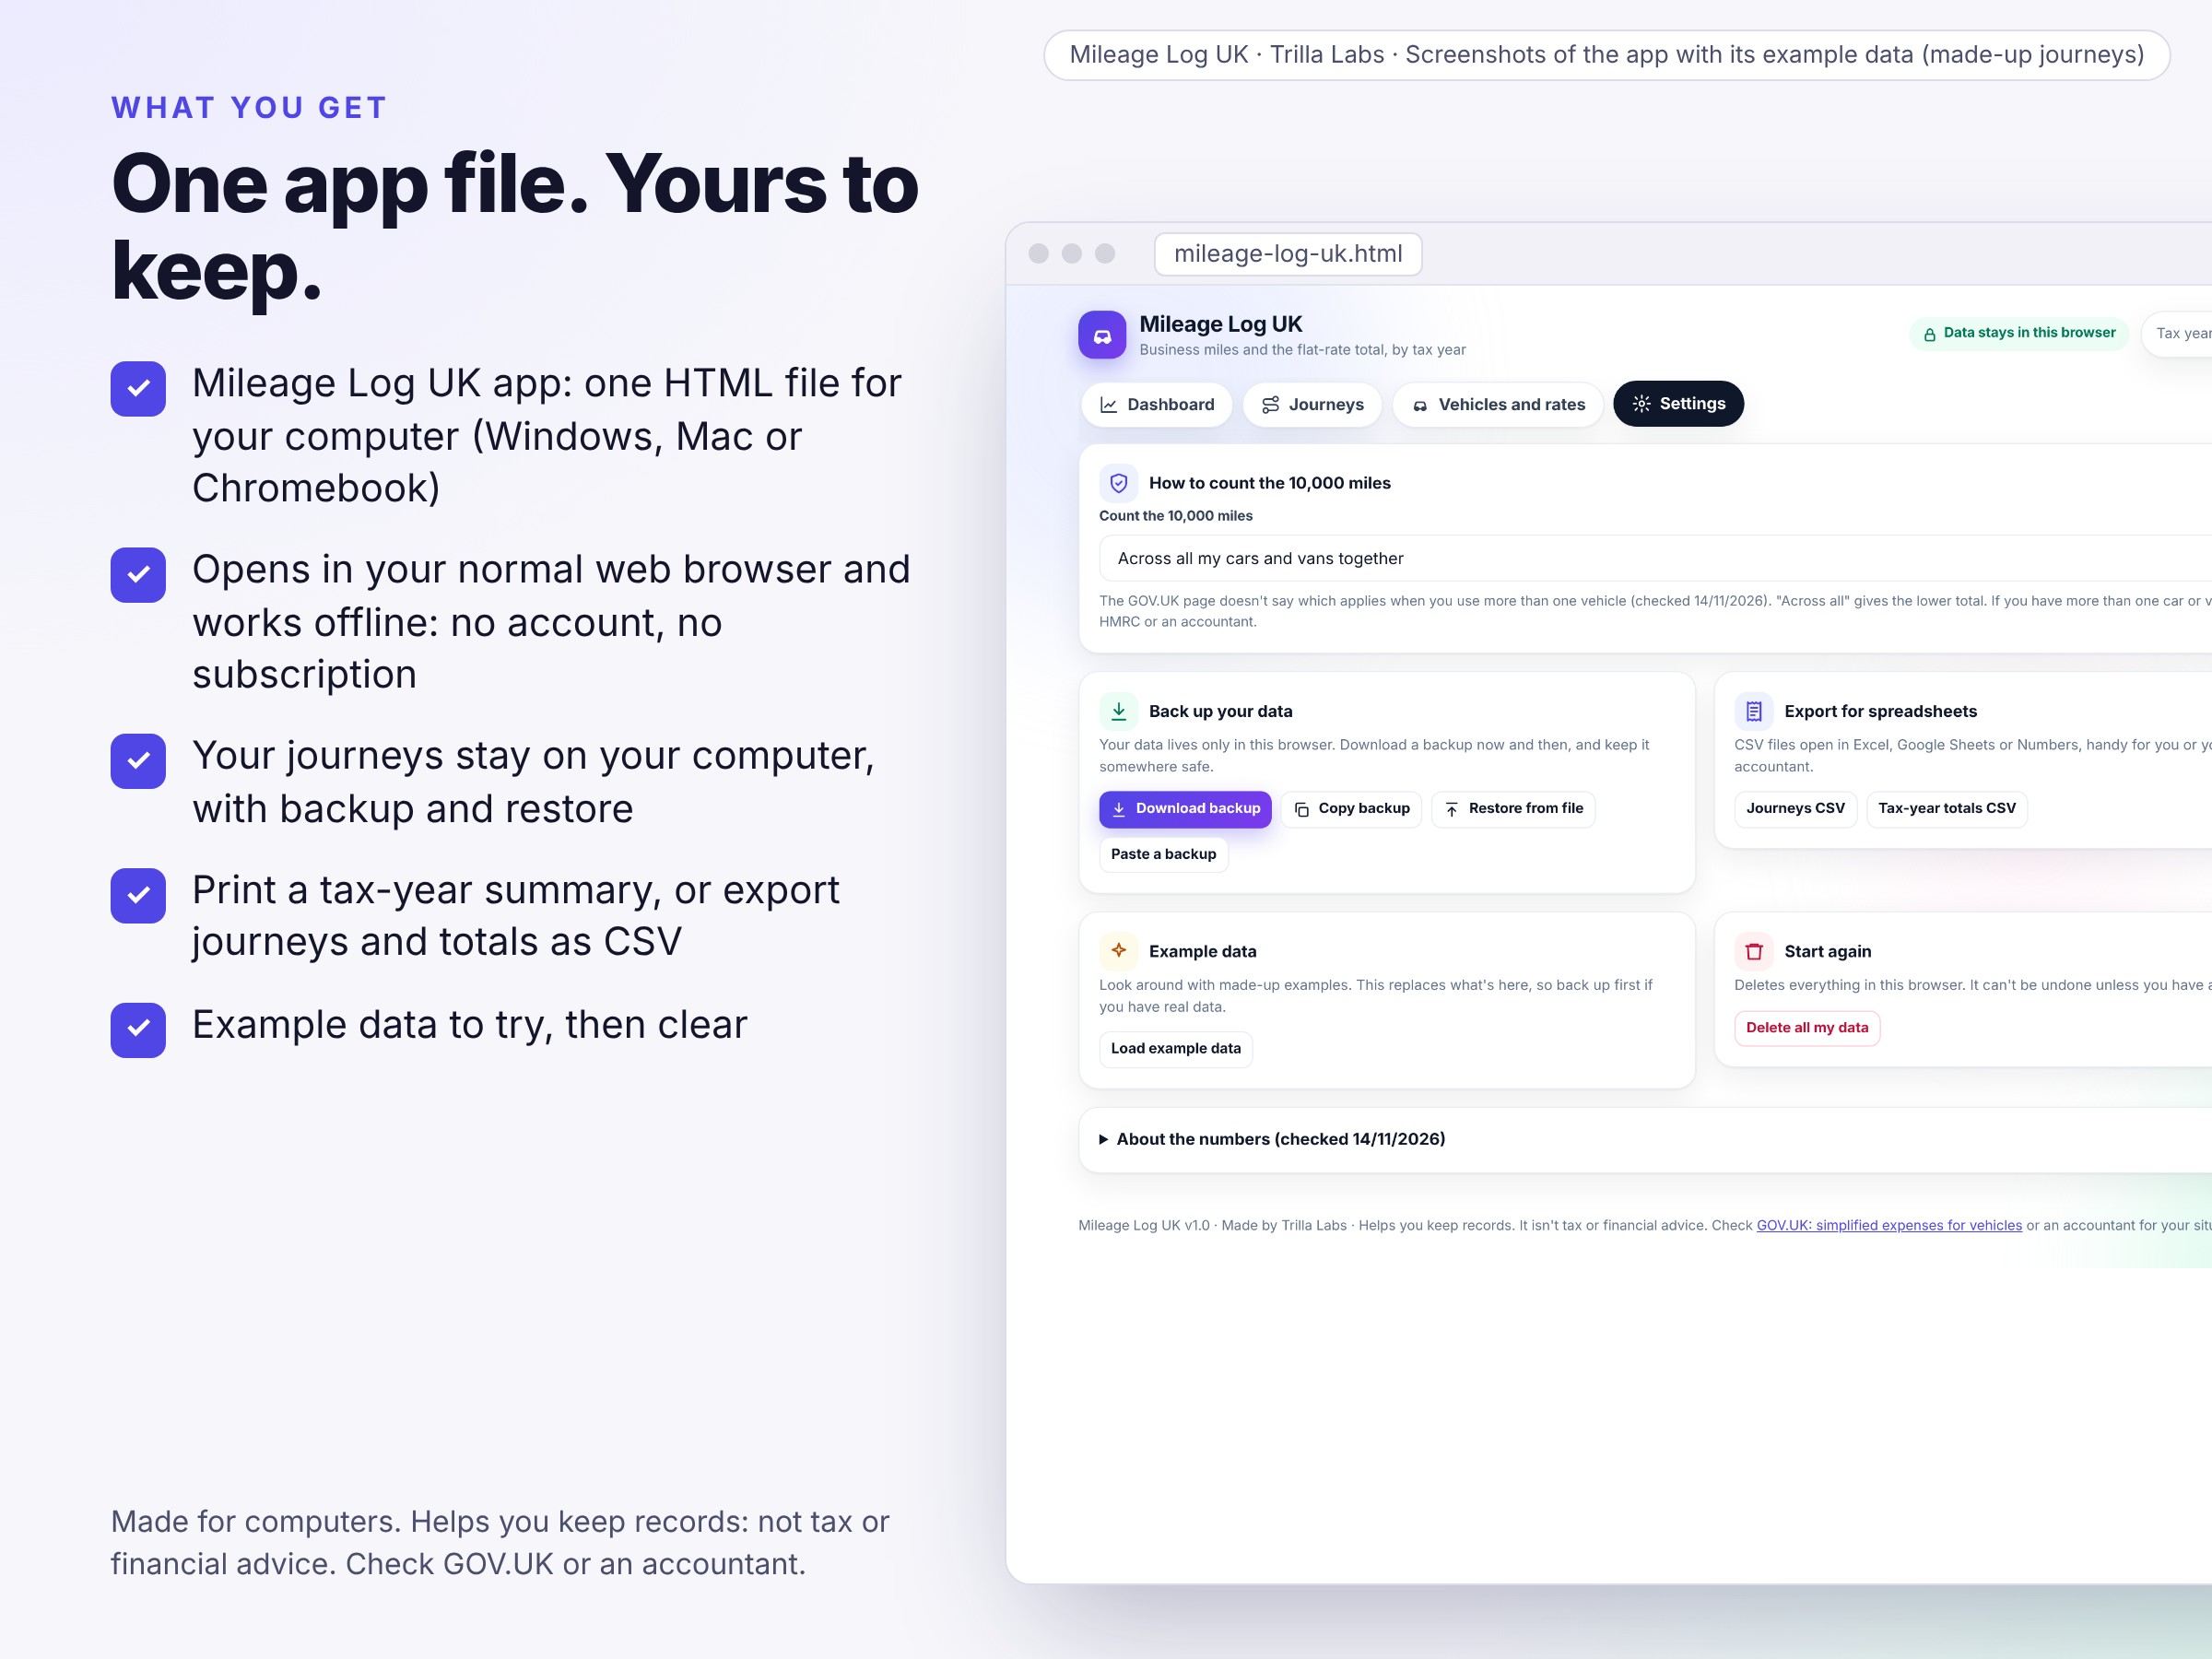 Mileage Log UK · Trilla Labs · Screenshots of the app with its example data (made-up journeys)
WHAT YOU GET
One app file. Yours to
keep.
Mileage Log UK app: one HTML file for
your computer (Windows, Mac or
Chromebook)
Opens in your normal web browser and
works offline: no account, no
subscription
Your journeys stay on your computer,
with backup and restore
Print a tax-year summary, or export
journeys and totals as CSV
Example data to try, then clear
Made for computers. Helps you keep records: not tax or
financial advice. Check GOV.UK or an accountant.
mileage-log-uk.html
Mileage Log UK
Business miles and the flat-rate total, by tax year
Data stays in this browser
Tax year
Dashboard
Journeys
Vehicles and rates
Settings
How to count the 10,000 miles
Count the 10,000 miles
Across all my cars and vans together
The GOV.UK page doesn't say which applies when you use more than one vehicle (checked 14/11/2026). "Across all" gives the lower total. If you have more than one car or
HMRC or an accountant.
Back up your data
Your data lives only in this browser. Download a backup now and then, and keep it
somewhere safe.
Download backup
Copy backup
Restore from file
Paste a backup
Export for spreadsheets
CSV files open in Excel, Google Sheets or Numbers, handy for you or
accountant.
Journeys CSV
Tax-year totals CSV
Example data
Look around with made-up examples. This replaces what's here, so back up first if
you have real data.
Load example data
Start again
Deletes everything in this browser. It can't be undone unless you have
Delete all my data
About the numbers (checked 14/11/2026)
Mileage Log UK v1.0 · Made by Trilla Labs · Helps you keep records. It isn't tax or financial advice. Check GOV.UK: simplified expenses for vehicles or an accountant for your